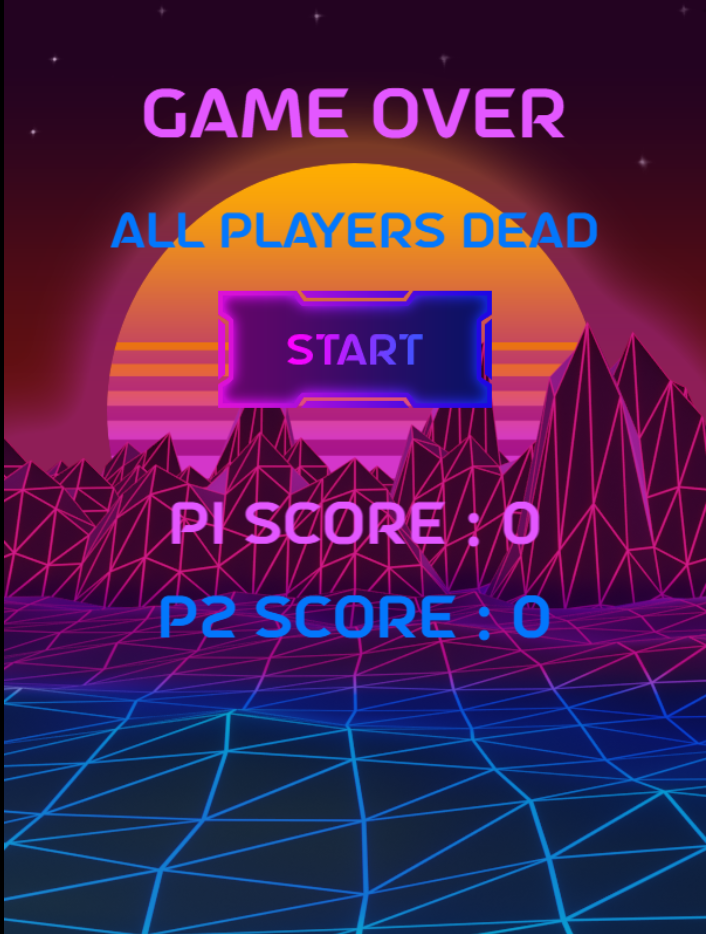 GAME OVER
ALL PLAYERS DEAD
START
P1 SCORE : 0
P2 SCORE : 0